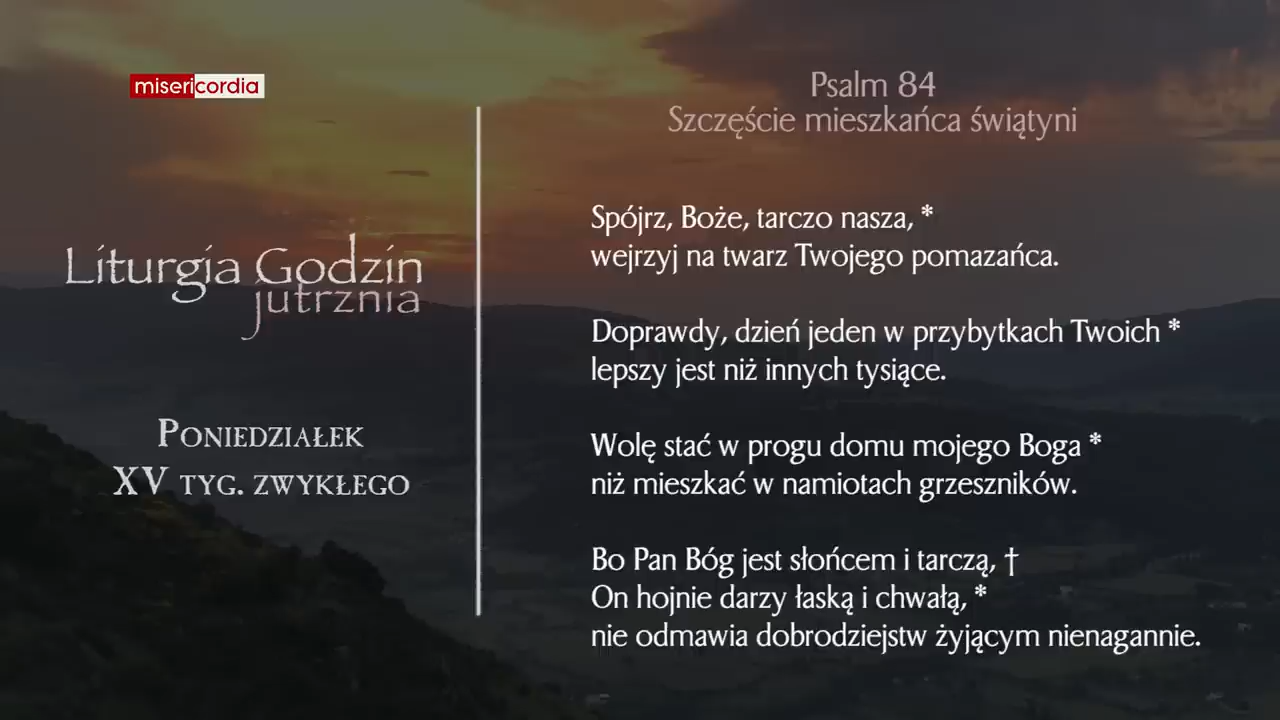 misericordia
Liturgia Godzin
jutrznia
Poniedziałek
XV tyg. zwykłego
Psalm 84
Szczęście mieszkańca świątyni
Spójrz, Boże, tarczo nasza, *
wejrzyj na twarz Twojego pomazańca.
Doprawdy, dzień jeden w przybytkach Twoich *
lepszy jest niż innych tysiące.
Wolę stać w progu domu mojego Boga *
niż mieszkać w namiotach grzeszników.
Bo Pan Bóg jest słońcem i tarczą, †
On hojnie darzy łaską i chwałą, *
nie odmawia dobrodziejstw żyjącym nienagannie.